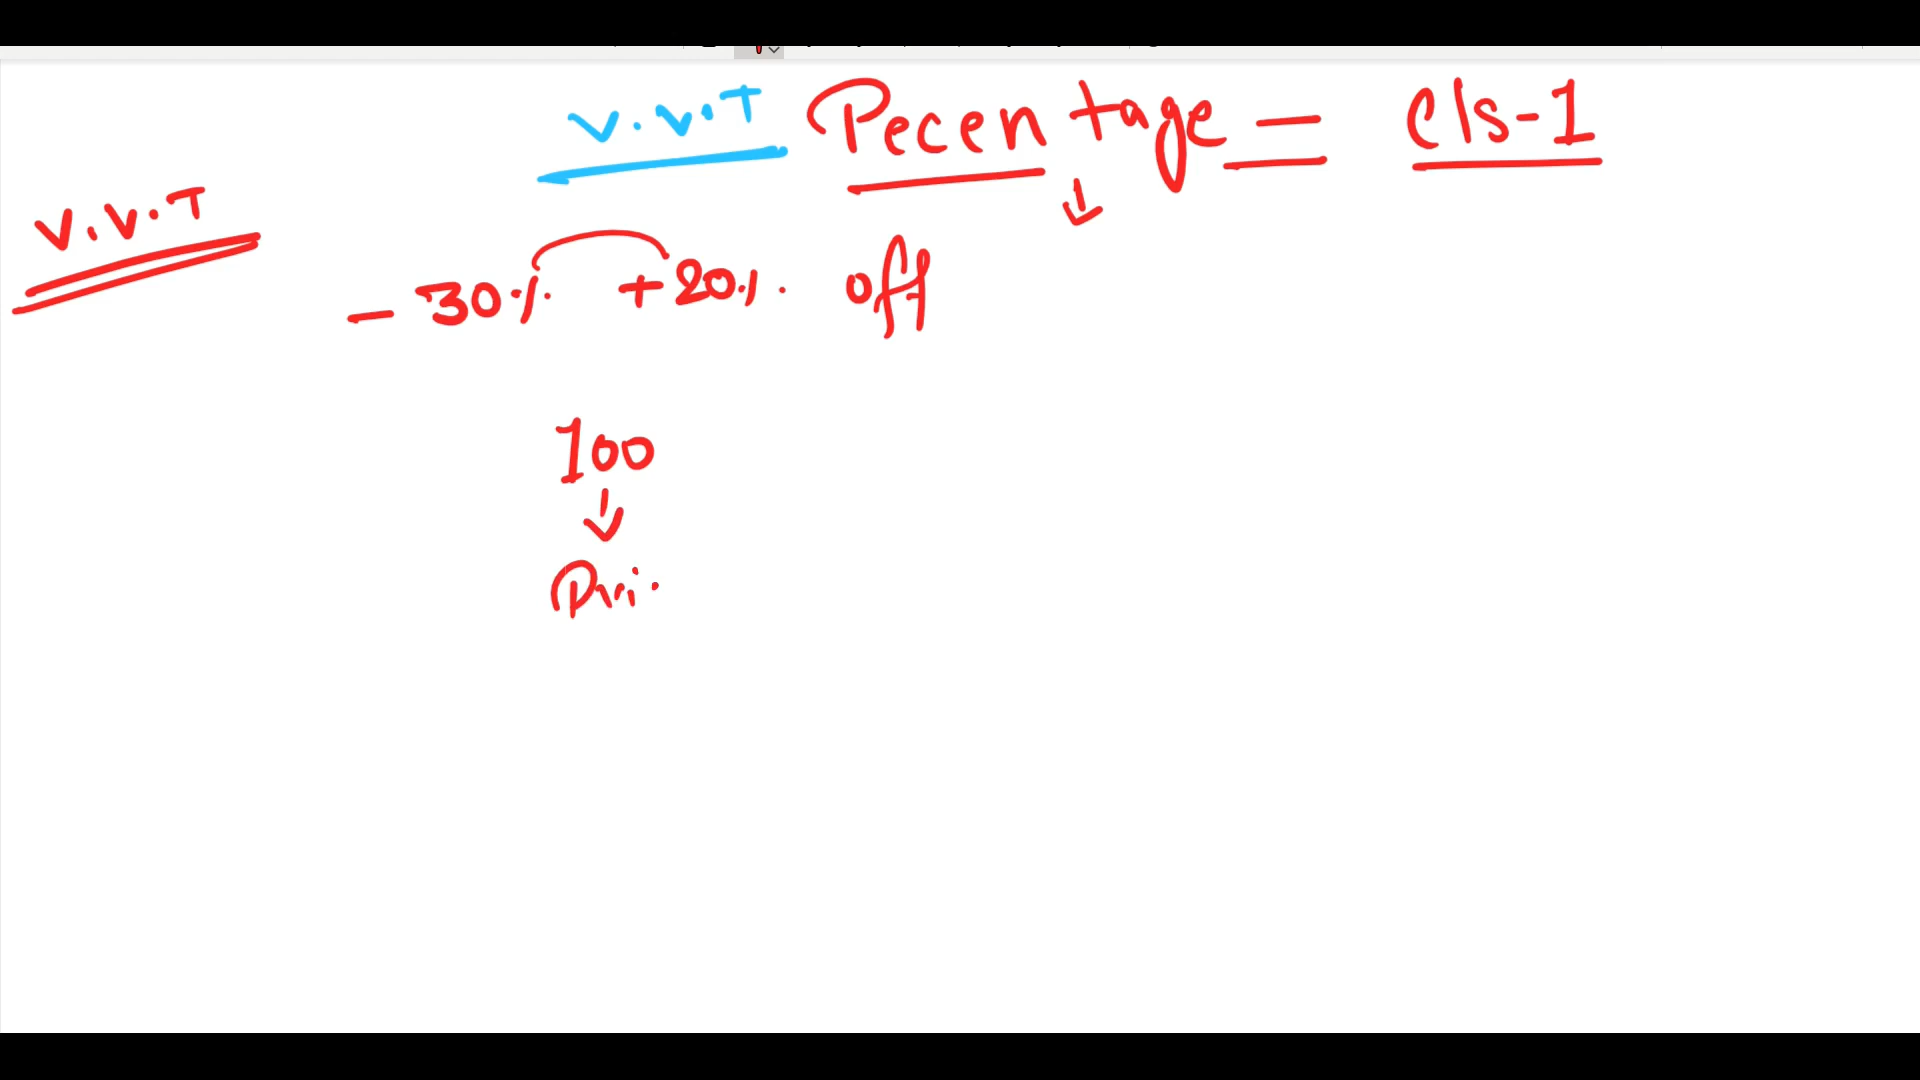 v.v.T Pecentage = Cls-1
v.v.T
- 30% +20% off
100
Pri